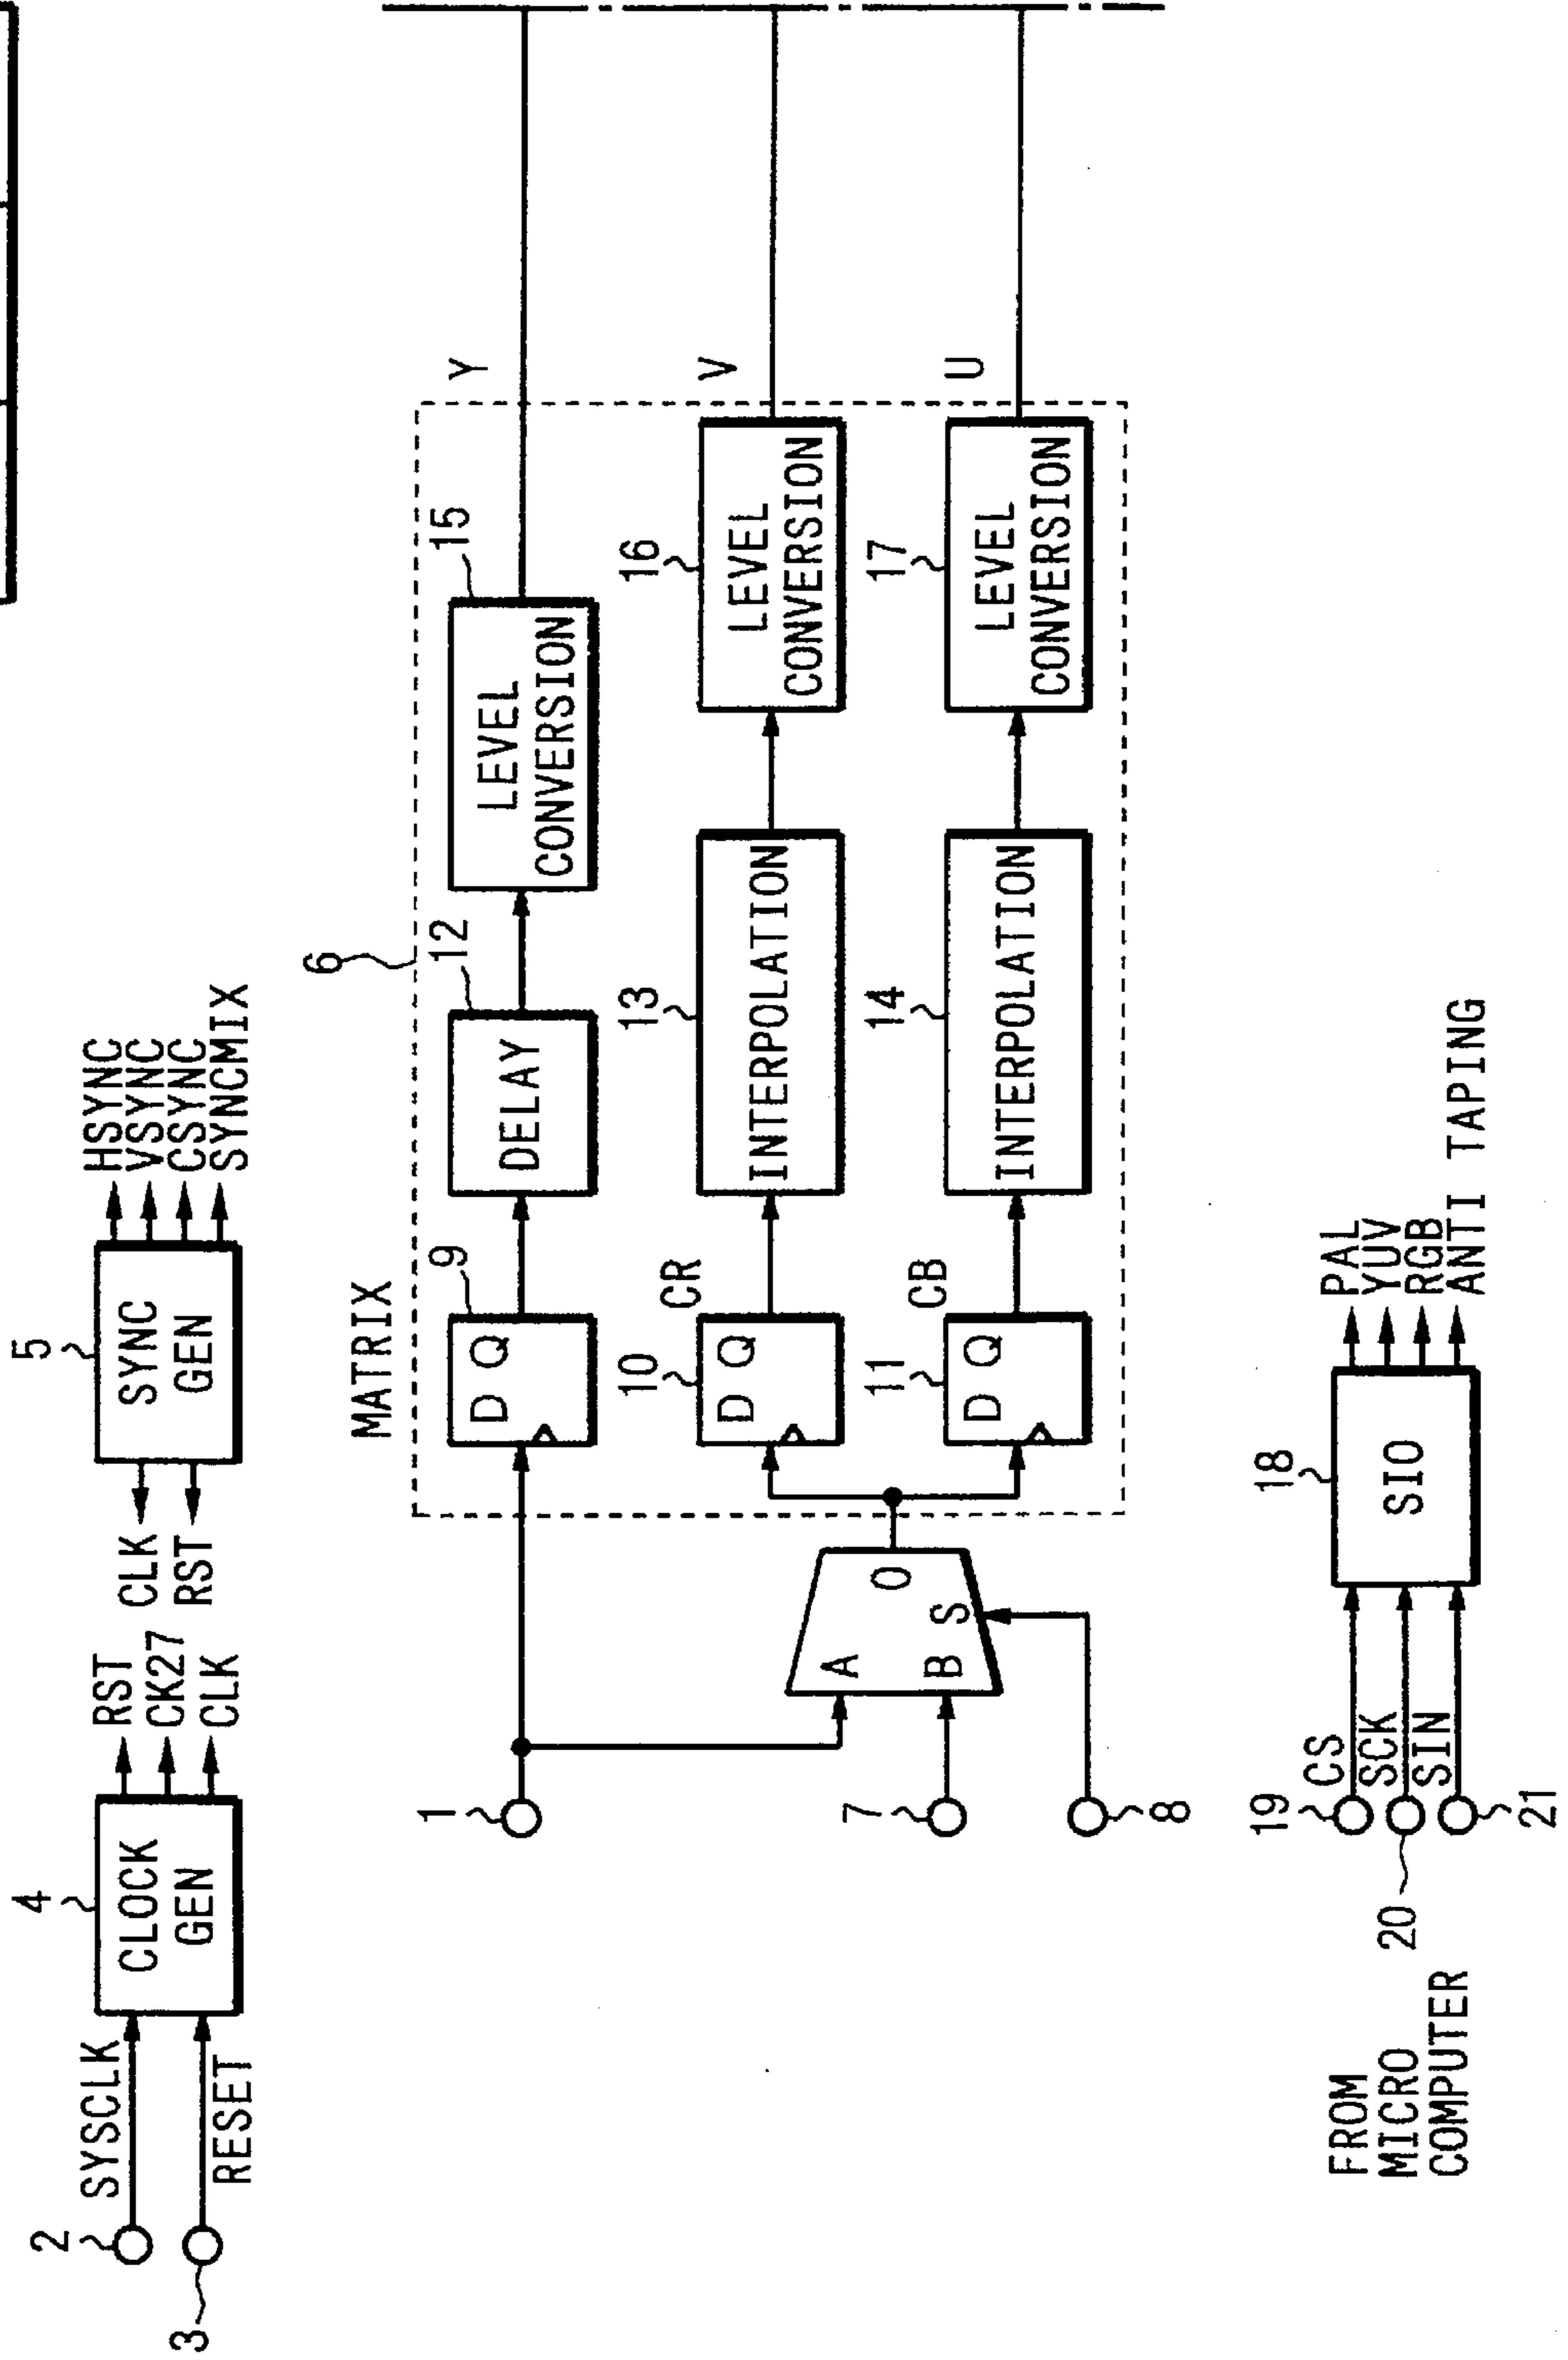 2
SYSCLK
3
RESET
4
CLOCK
GEN
RST
CK27
CLK
5
CLK
RST
SYNC
GEN
HSYNC
VSYNC
CSYNC
SYNCMIX
MATRIX
6
1
7
8
A
B
S
O
9
D Q
12
DELAY
15
LEVEL
CONVERSION
Y
10
D Q
CR
13
INTERPOLATION
16
LEVEL
CONVERSION
V
11
D Q
CB
14
INTERPOLATION
17
LEVEL
CONVERSION
U
FROM
MICRO
COMPUTER
19
20
21
CS
SCK
SIN
18
SIO
PAL
YUV
RGB
ANTI TAPING